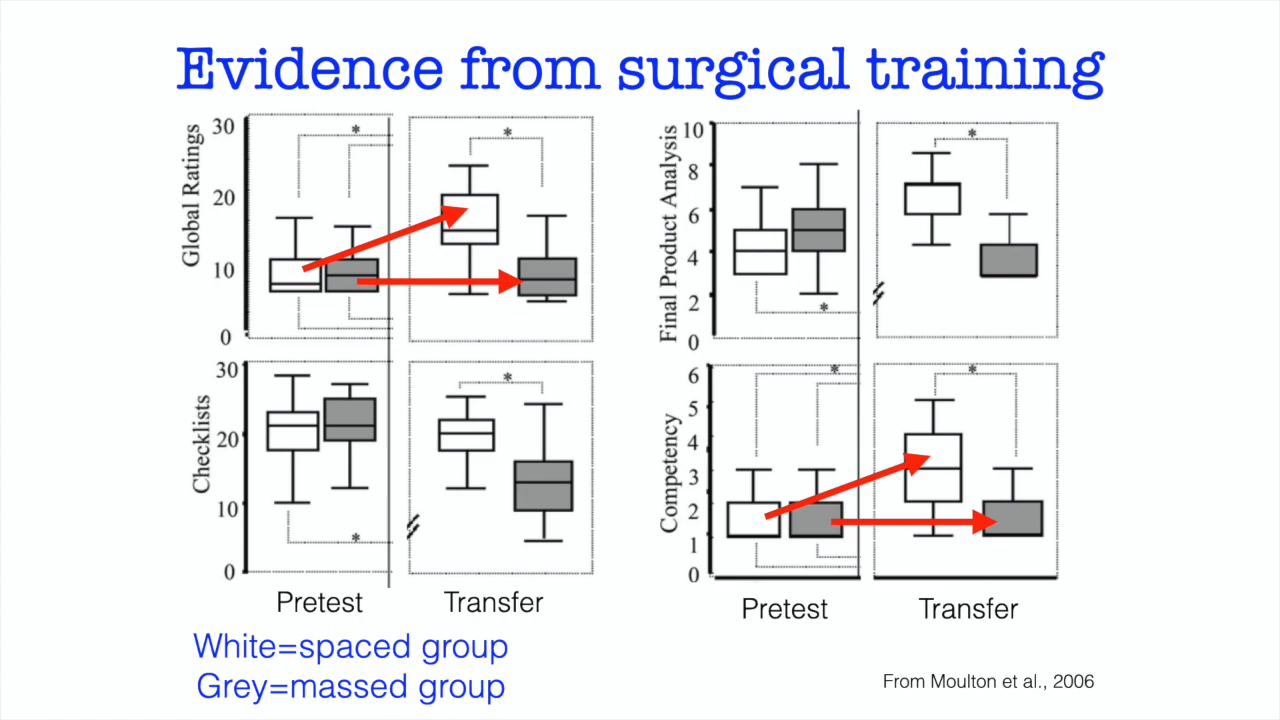 Evidence from surgical training
Global Ratings
30
20
10
0
*
*
Final Product Analysis
10
8
6
4
2
0
*
*
Checklists
30
20
10
0
*
*
Competency
6
5
4
3
2
1
0
*
*
Pretest
Transfer
Pretest
Transfer
White=spaced group
Grey=massed group
From Moulton et al., 2006